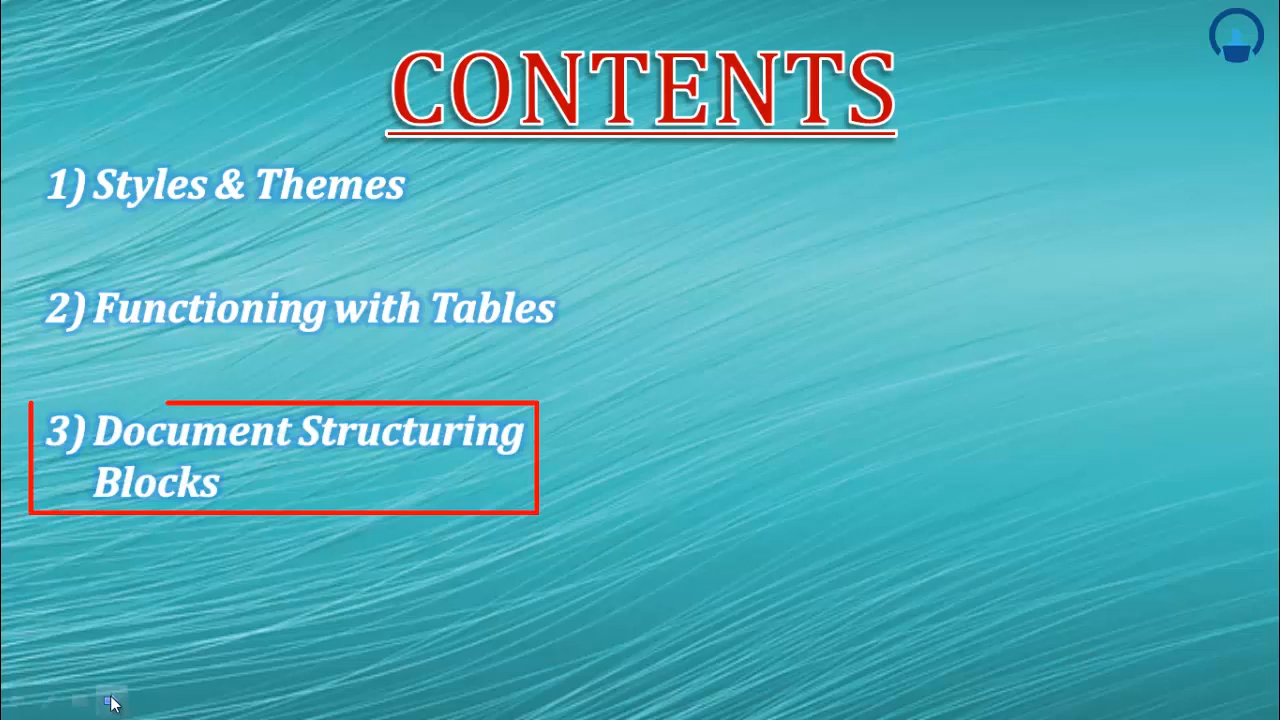 CONTENTS
1) Styles & Themes
2) Functioning with Tables
3) Document Structuring
Blocks